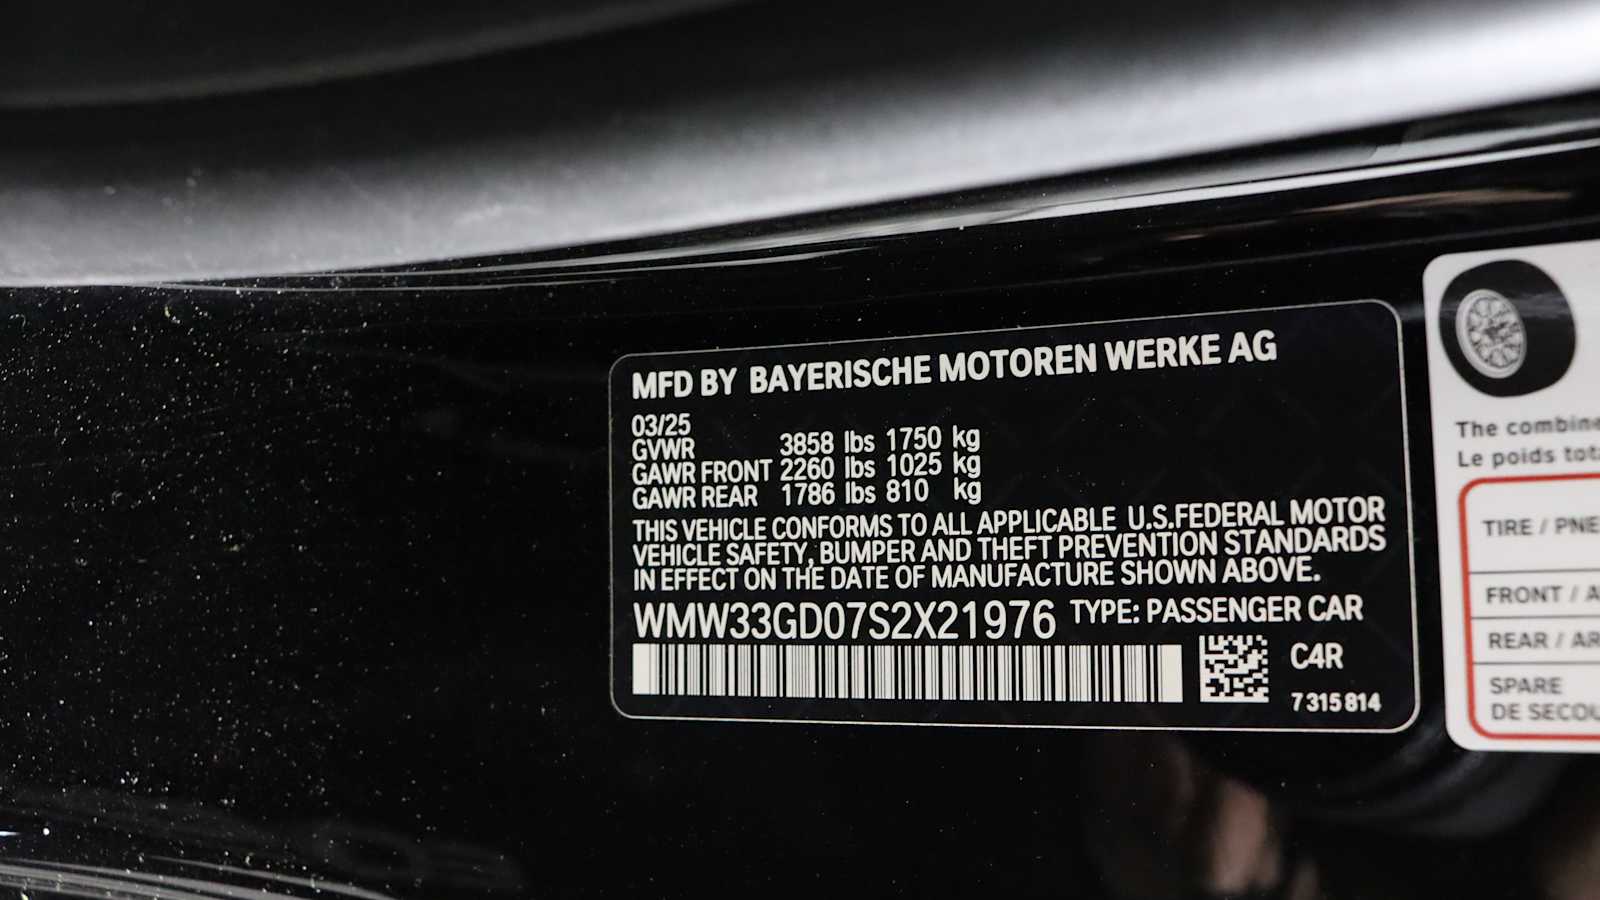 MFD BY BAYERISCHE MOTOREN WERKE AG
03/25
GVWR 3858 lbs 1750 kg
GAWR FRONT 2260 lbs 1025 kg
GAWR REAR 1786 lbs 810 kg
THIS VEHICLE CONFORMS TO ALL APPLICABLE U.S.FEDERAL MOTOR
VEHICLE SAFETY, BUMPER AND THEFT PREVENTION STANDARDS
IN EFFECT ON THE DATE OF MANUFACTURE SHOWN ABOVE.
WMW33GD07S2X21976 TYPE: PASSENGER CAR
C4R
7 315 814
The combine
Le poids tot
TIRE / PNE
FRONT / A
REAR / AR
SPARE
DE SECOU